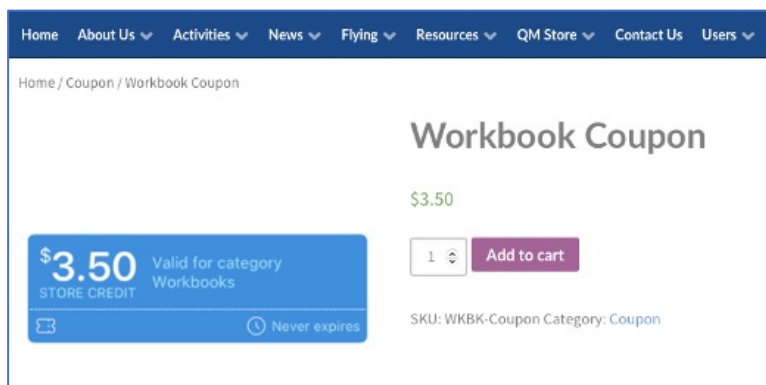 Home About Us Activities News Flying Resources QM Store Contact Us Users
Home / Coupon / Workbook Coupon
Workbook Coupon
$3.50
$3.50 Valid for category
Workbooks
STORE CREDIT
Never expires
1 Add to cart
SKU: WKBK-Coupon Category: Coupon